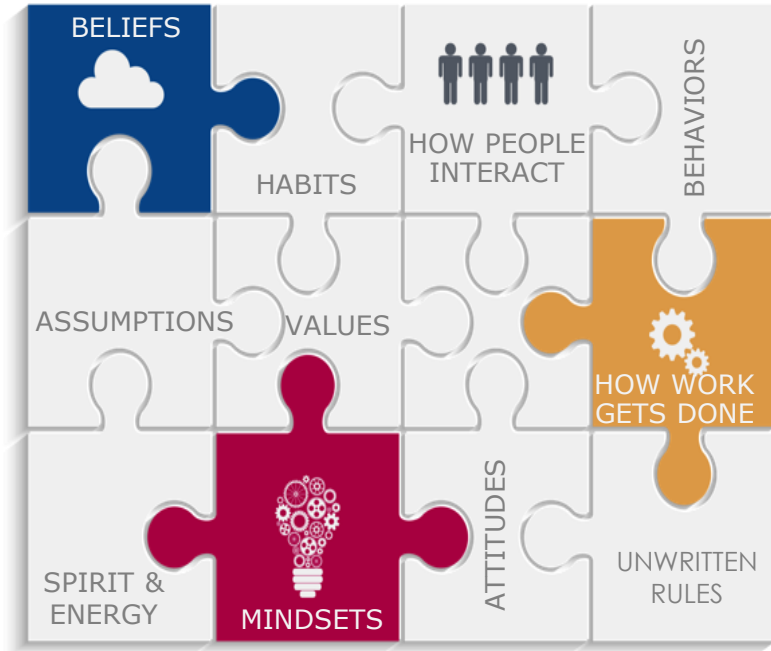 BELIEFS
HABITS
HOW PEOPLE
INTERACT
BEHAVIORS
ASSUMPTIONS
VALUES
HOW WORK
GETS DONE
SPIRIT &
ENERGY
MINDSETS
ATTITUDES
UNWRITTEN
RULES